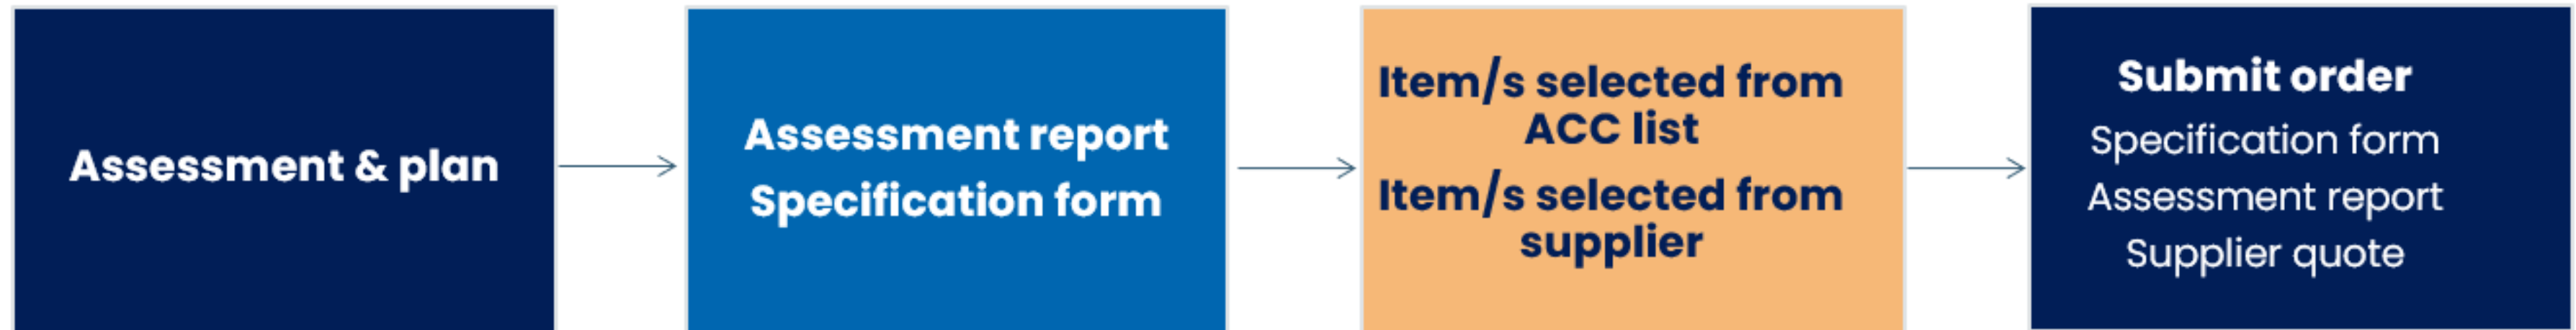 Assessment & plan
Assessment report
Specification form
Item/s selected from
ACC list
Item/s selected from
supplier
Submit order
Specification form
Assessment report
Supplier quote